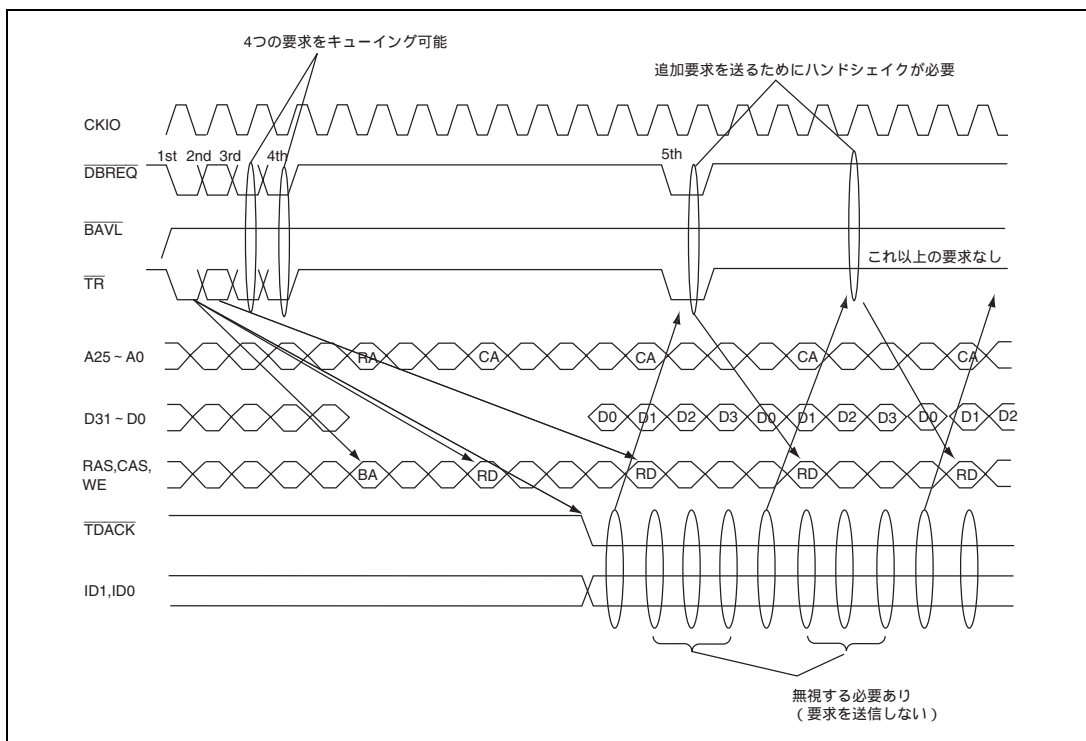 4つの要求をキューイング可能
追加要求を送るためにハンドシェイクが必要
CKIO
1st 2nd 3rd 4th 5th
DBREQ
BAVL
これ以上の要求なし
TR
A25～A0 RA CA CA CA CA
D31～D0 D0 D1 D2 D3 D0 D1 D2 D3 D0 D1 D2
RAS,CAS,
WE BA RD RD RD RD
TDACK
ID1,ID0
無視する必要あり
（要求を送信しない）